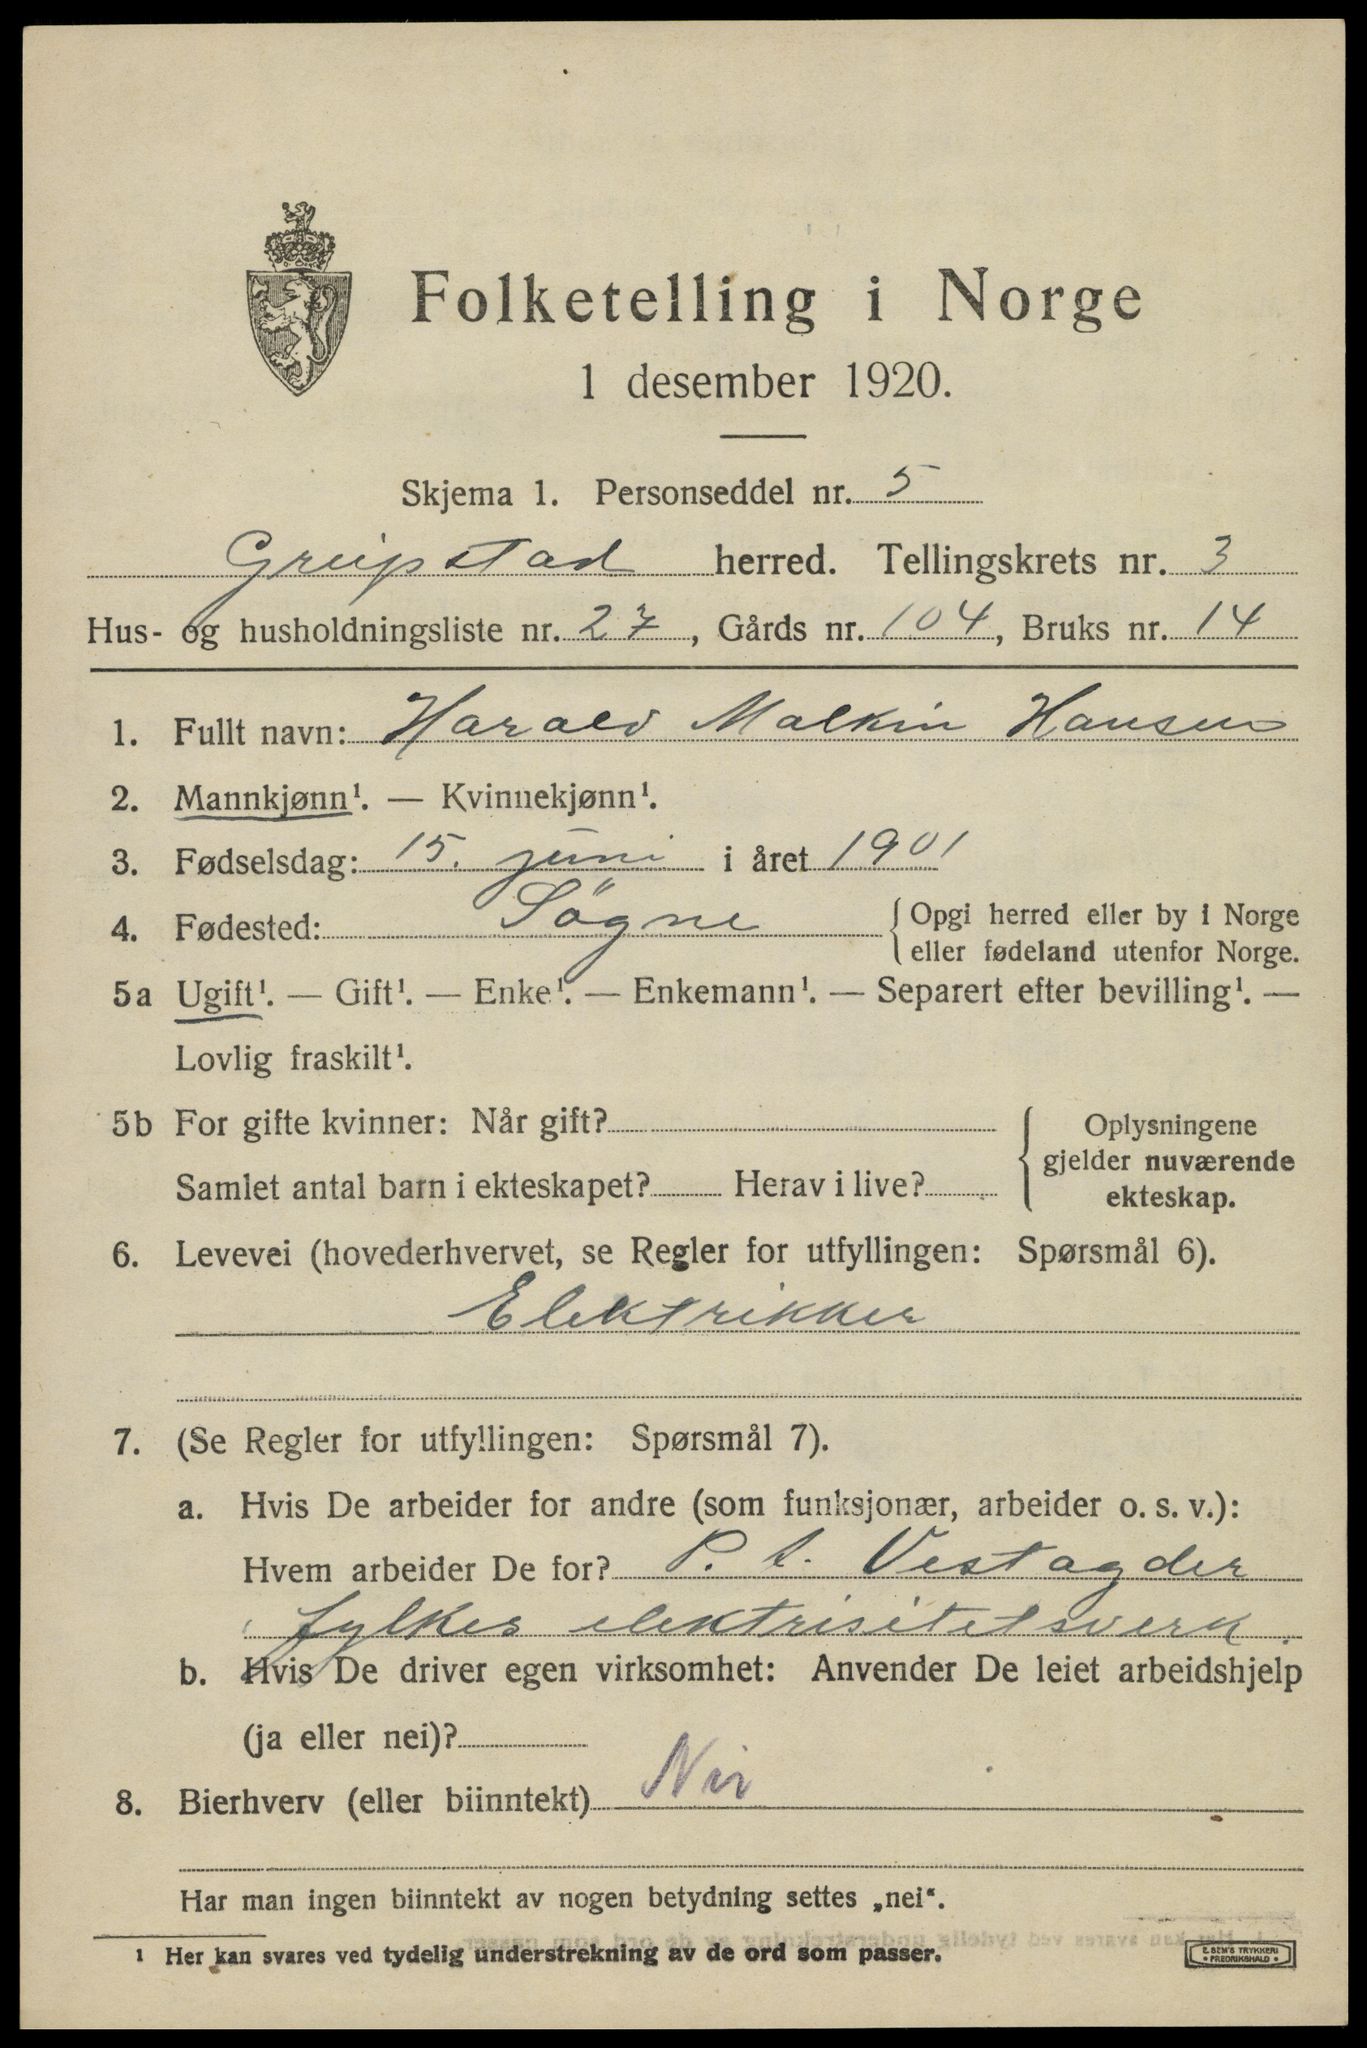 Folketelling i Norge
1 desember 1920.
Skjema 1. Personseddel nr. 5
Greipstad herred. Tellingskrets nr. 3
Hus- og husholdningsliste nr. 27, Gårds nr. 104, Bruks nr. 14
1. Fullt navn: Harald Malkin Hansen
2. Mannkjønn¹. — Kvinnekjønn¹.
3. Fødselsdag: 15. juni i året 1901
4. Fødested: Sögne { Opgi herred eller by i Norge
eller fødeland utenfor Norge.
5a Ugift¹. — Gift¹. — Enke¹. — Enkemann¹. — Separert efter bevilling¹. —
Lovlig fraskilt¹.
5b For gifte kvinner: Når gift?
Samlet antal barn i ekteskapet? Herav i live?
{ Oplysningene
gjelder nuværende
ekteskap.
6. Levevei (hovederhvervet, se Regler for utfyllingen: Spørsmål 6).
Elektrikker
7. (Se Regler for utfyllingen: Spørsmål 7).
a. Hvis De arbeider for andre (som funksjonær, arbeider o. s. v.):
Hvem arbeider De for? P. t. Vestagder
fylkes elektrisitetsverk.
b. Hvis De driver egen virksomhet: Anvender De leiet arbeidshjelp
(ja eller nei)?
8. Bierhverv (eller biinntekt) Nei
Har man ingen biinntekt av nogen betydning settes „nei“.
¹ Her kan svares ved tydelig understrekning av de ord som passer.
E. SEM'S TRYKKERI
• FREDRIKSHALD •